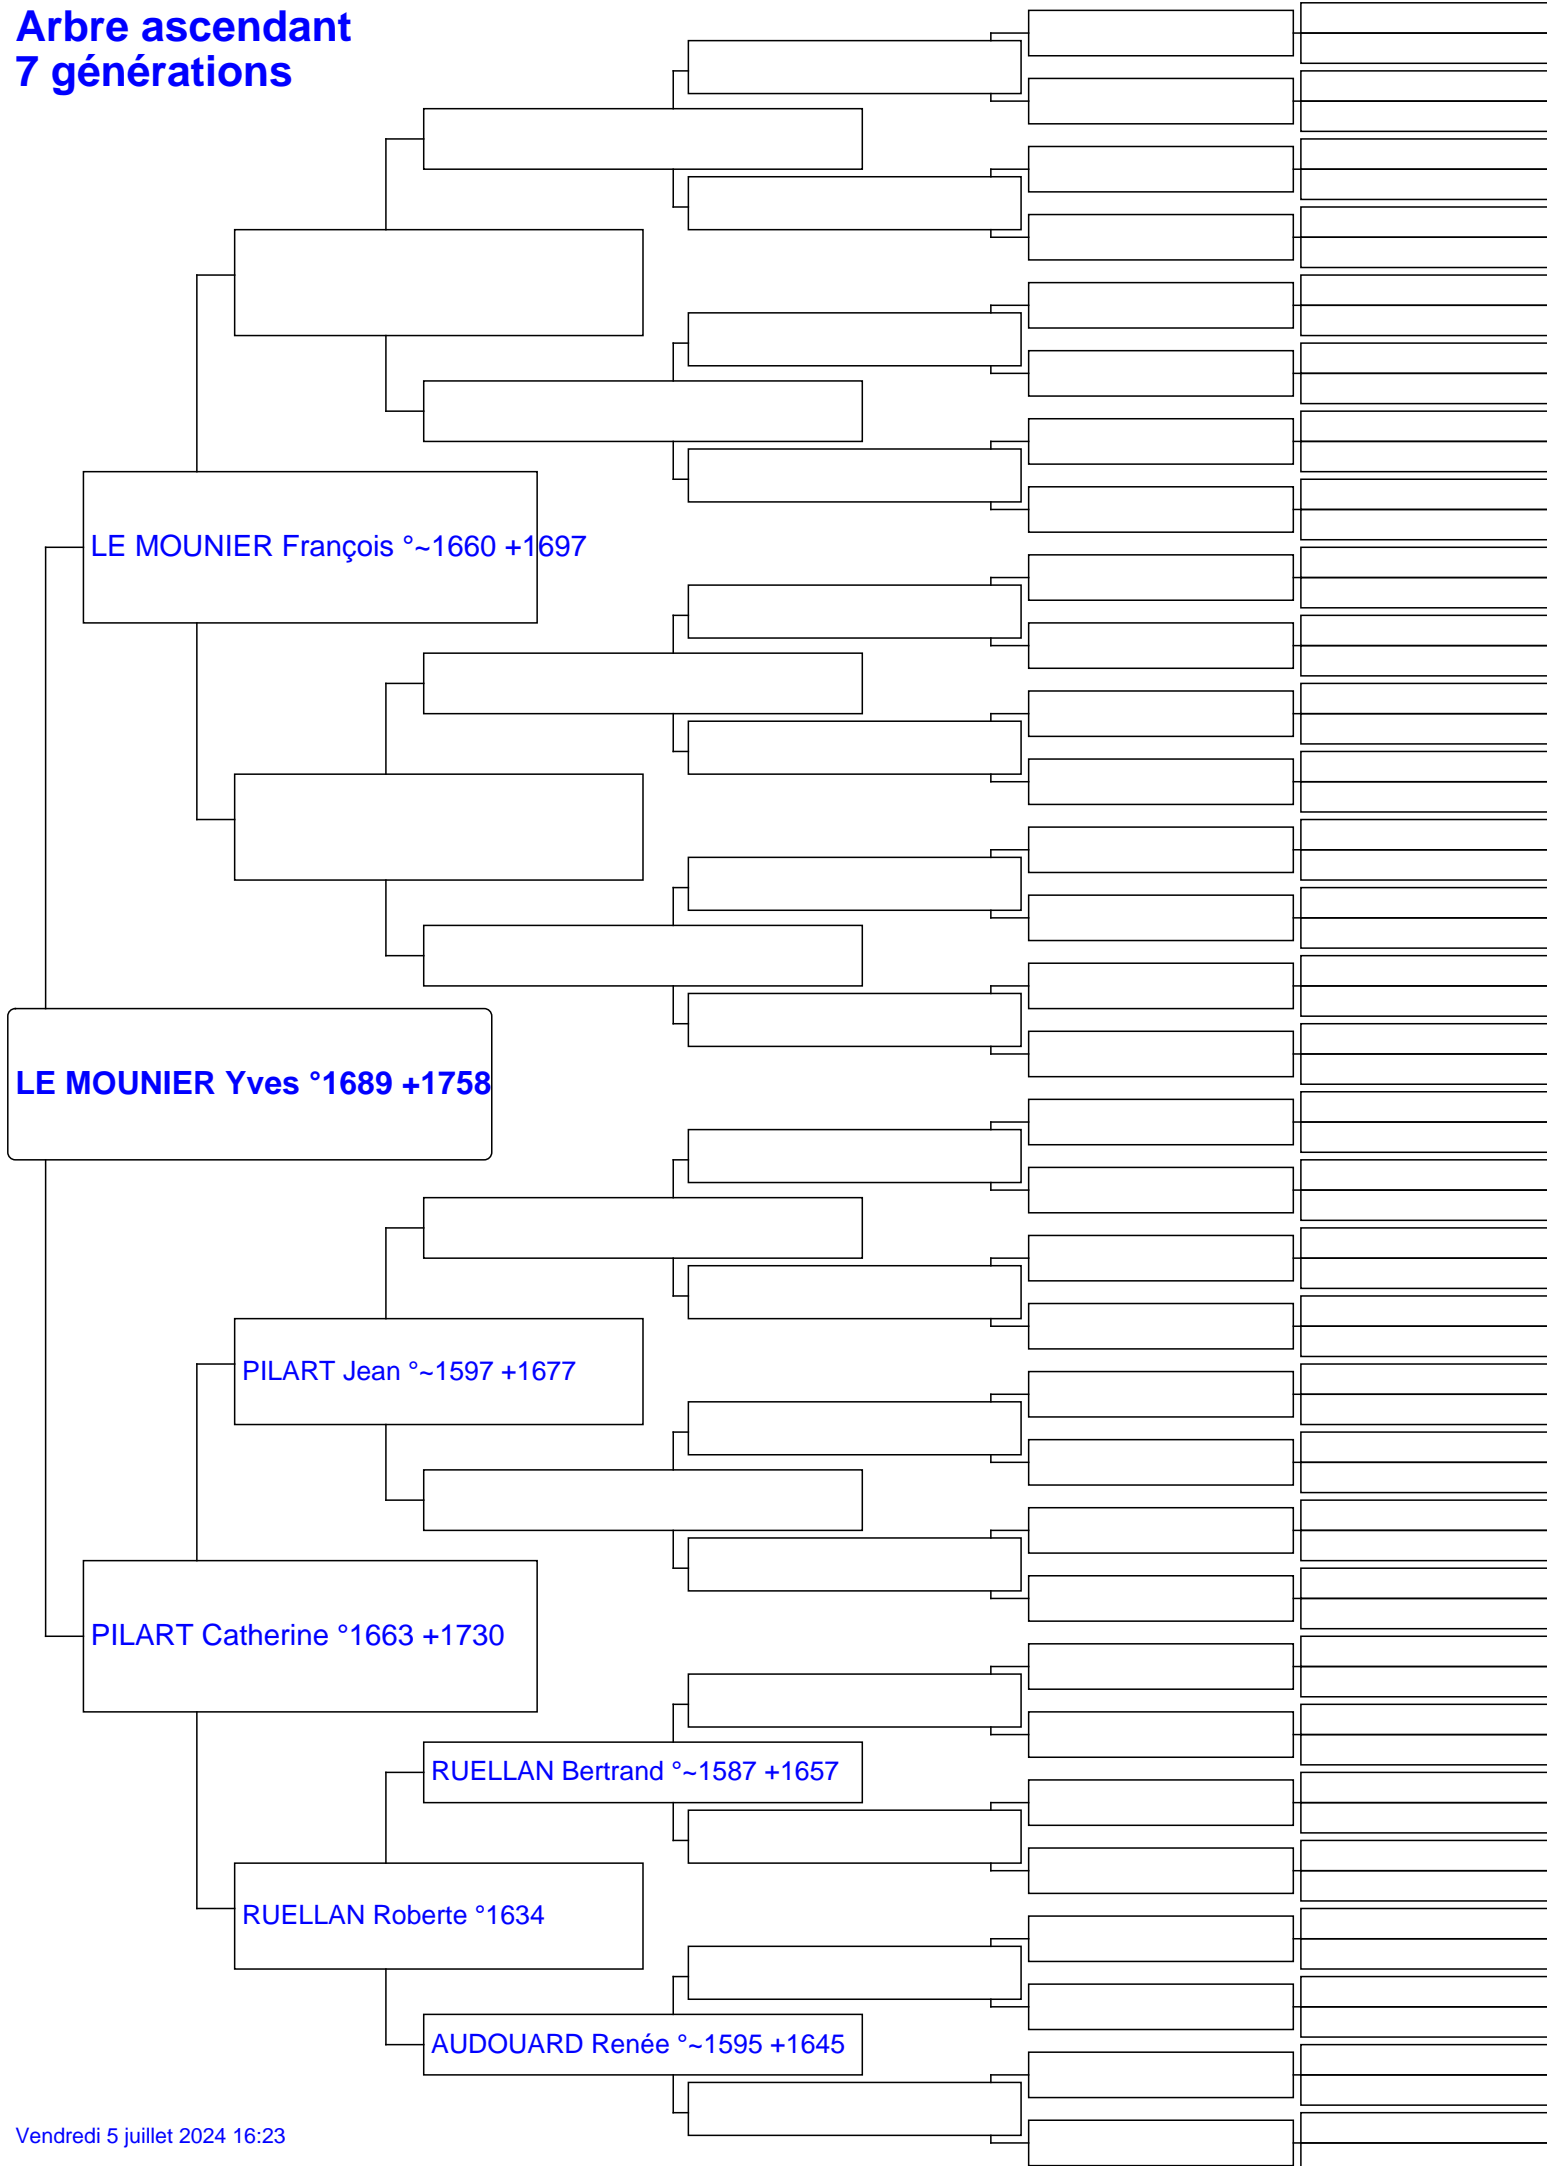 Arbre ascendant
7 générations
LE MOUNIER François °~1660 +1697
LE MOUNIER Yves °1689 +1758
PILART Jean °~1597 +1677
PILART Catherine °1663 +1730
RUELLAN Bertrand °~1587 +1657
RUELLAN Roberte °1634
AUDOUARD Renée °~1595 +1645
Vendredi 5 juillet 2024 16:23